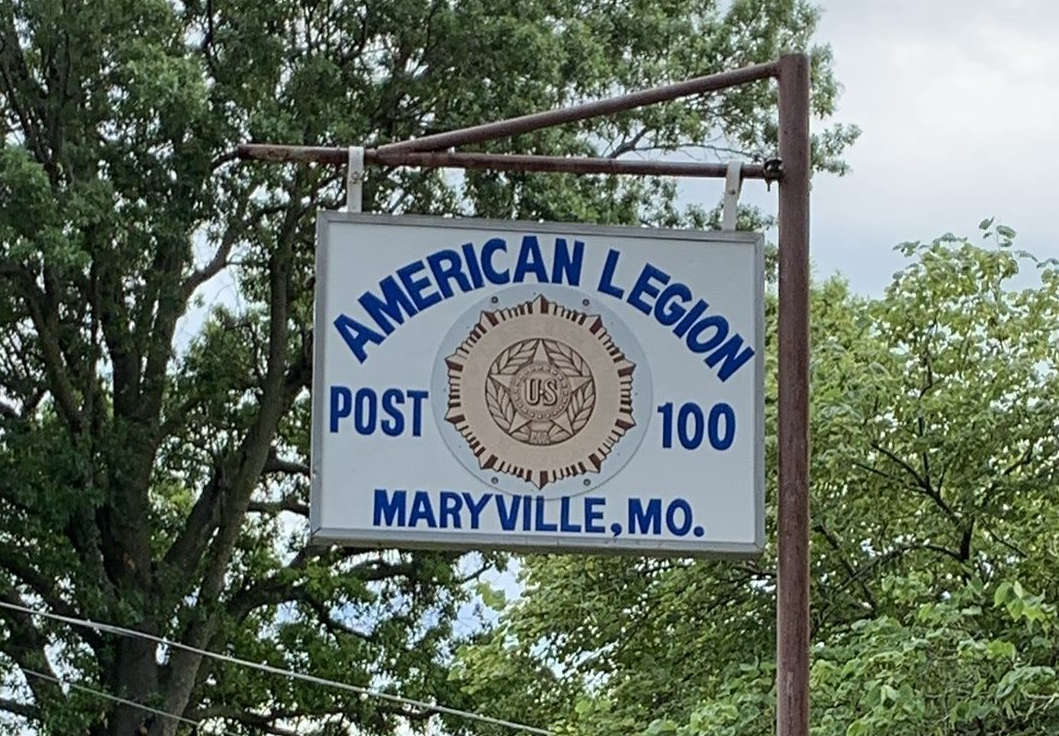 AMERICAN LEGION
POST 100
U.S
MARYVILLE, MO.